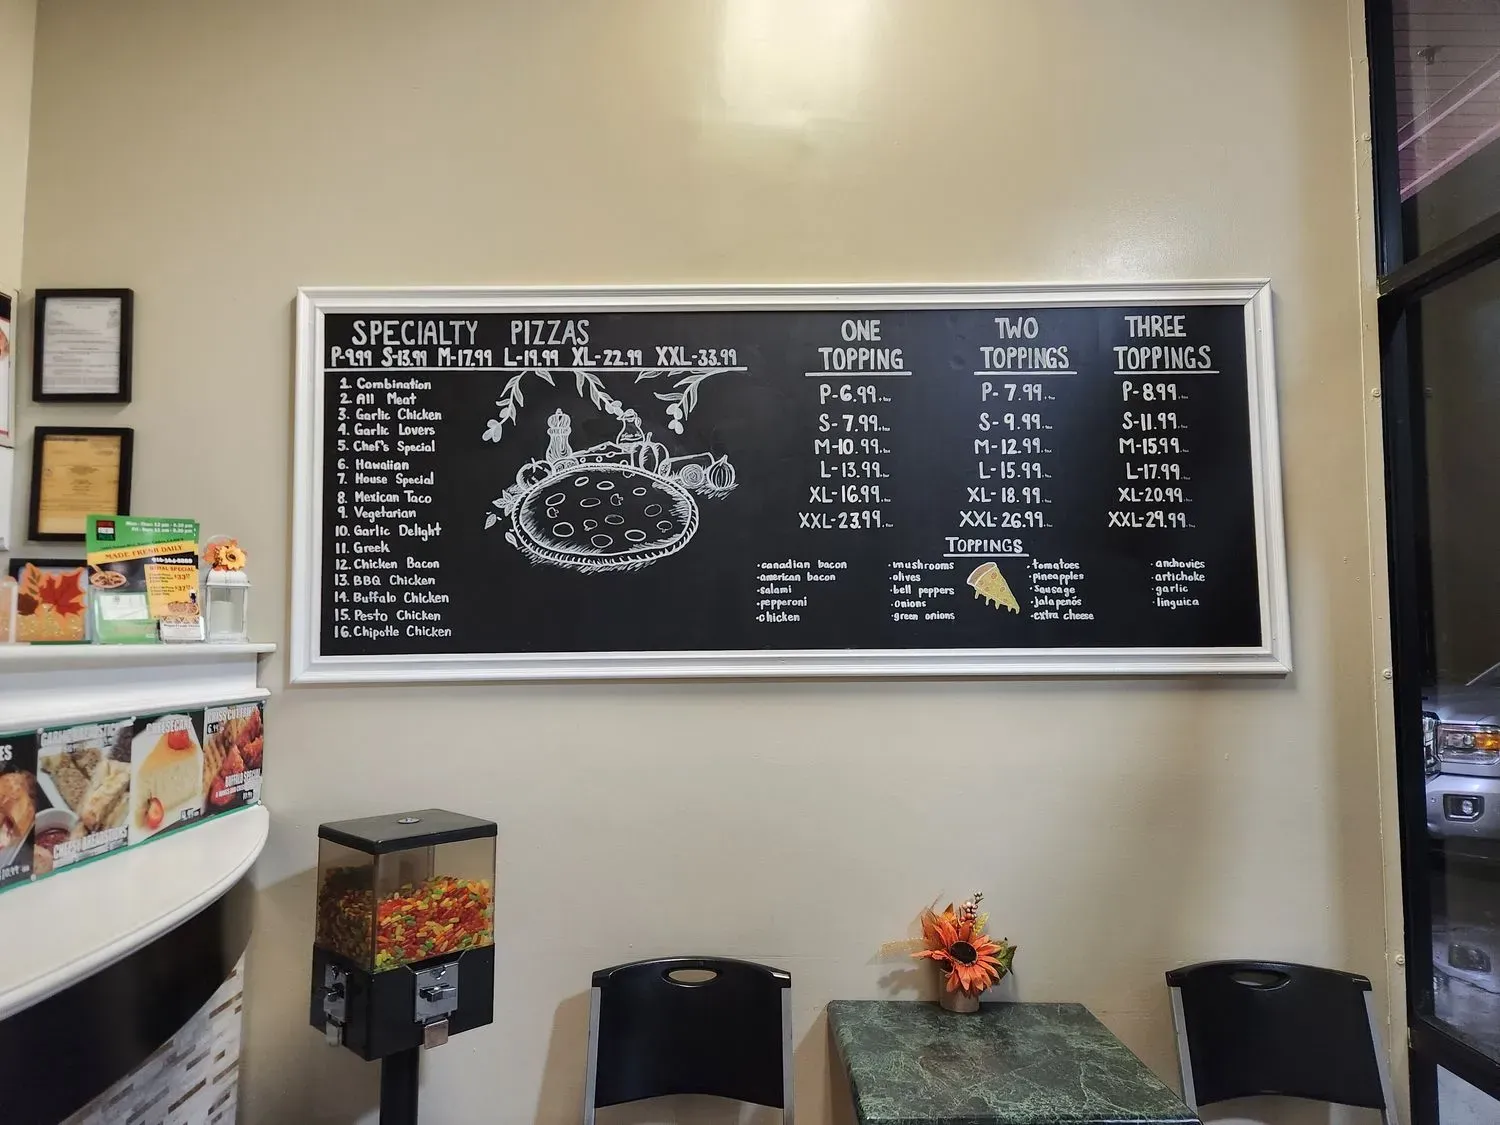 SPECIALTY PIZZAS
P-9.99 S-13.99 M-17.99 L-19.99 XL-22.99 XXL-33.99
1. Combination
2. All Meat
3. Garlic Chicken
4. Garlic Lovers
5. Chef's Special
6. Hawaiian
7. House Special
8. Mexican Taco
9. Vegetarian
10. Garlic Delight
11. Greek
12. Chicken Bacon
13. BBQ Chicken
14. Buffalo Chicken
15. Pesto Chicken
16. Chipotle Chicken
ONE
TOPPING
P-6.99
S-7.99
M-10.99
L-13.99
XL-16.99
XXL-23.99
TWO
TOPPINGS
P-7.99
S-9.99
M-12.99
L-15.99
XL-18.99
XXL-26.99
THREE
TOPPINGS
P-8.99
S-11.99
M-15.99
L-17.99
XL-20.99
XXL-29.99
TOPPINGS
•canadian bacon
•american bacon
•salami
•pepperoni
•chicken
•mushrooms
•olives
•bell peppers
•onions
•green onions
•tomatoes
•pineapples
•sausage
•jalapeños
•extra cheese
•anchovies
•artichoke
•garlic
•linguica
MADE FRESH DAILY
CHEESECAKE
CHEESE BREADSTICKS
BUFFALO SPECIAL